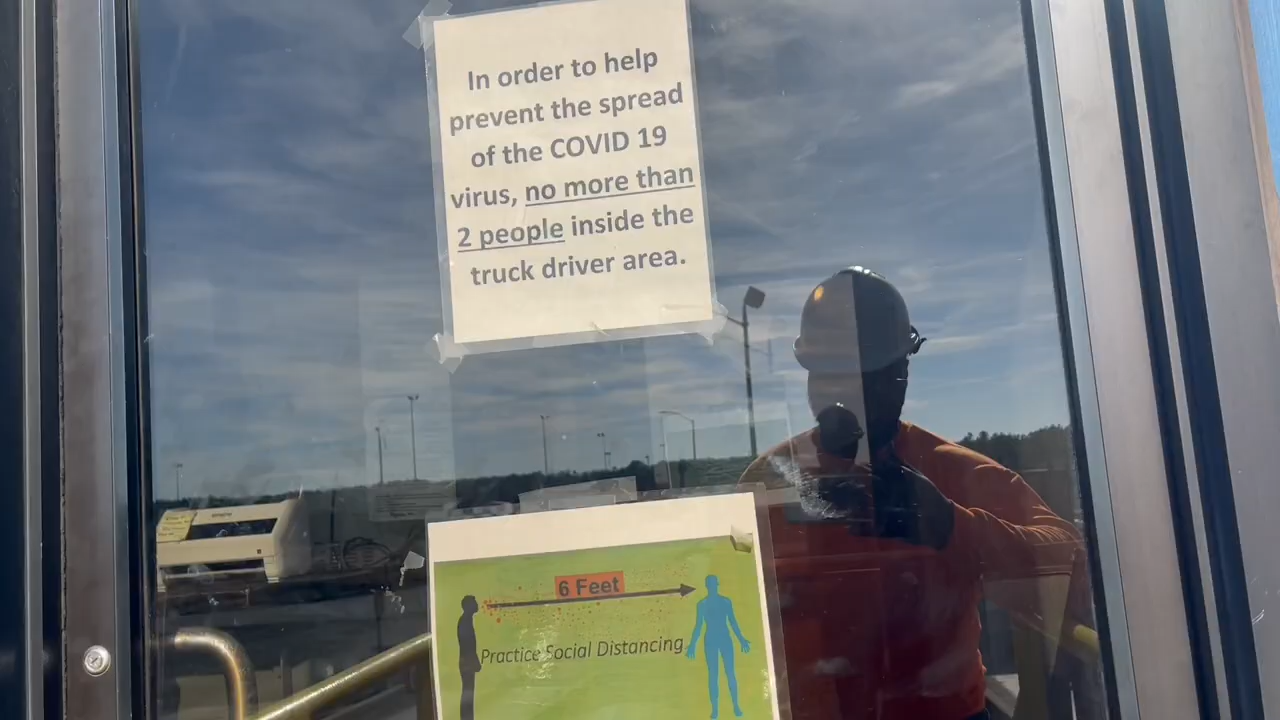 In order to help
prevent the spread
of the COVID 19
virus, no more than
2 people inside the
truck driver area.
6 Feet
Practice Social Distancing